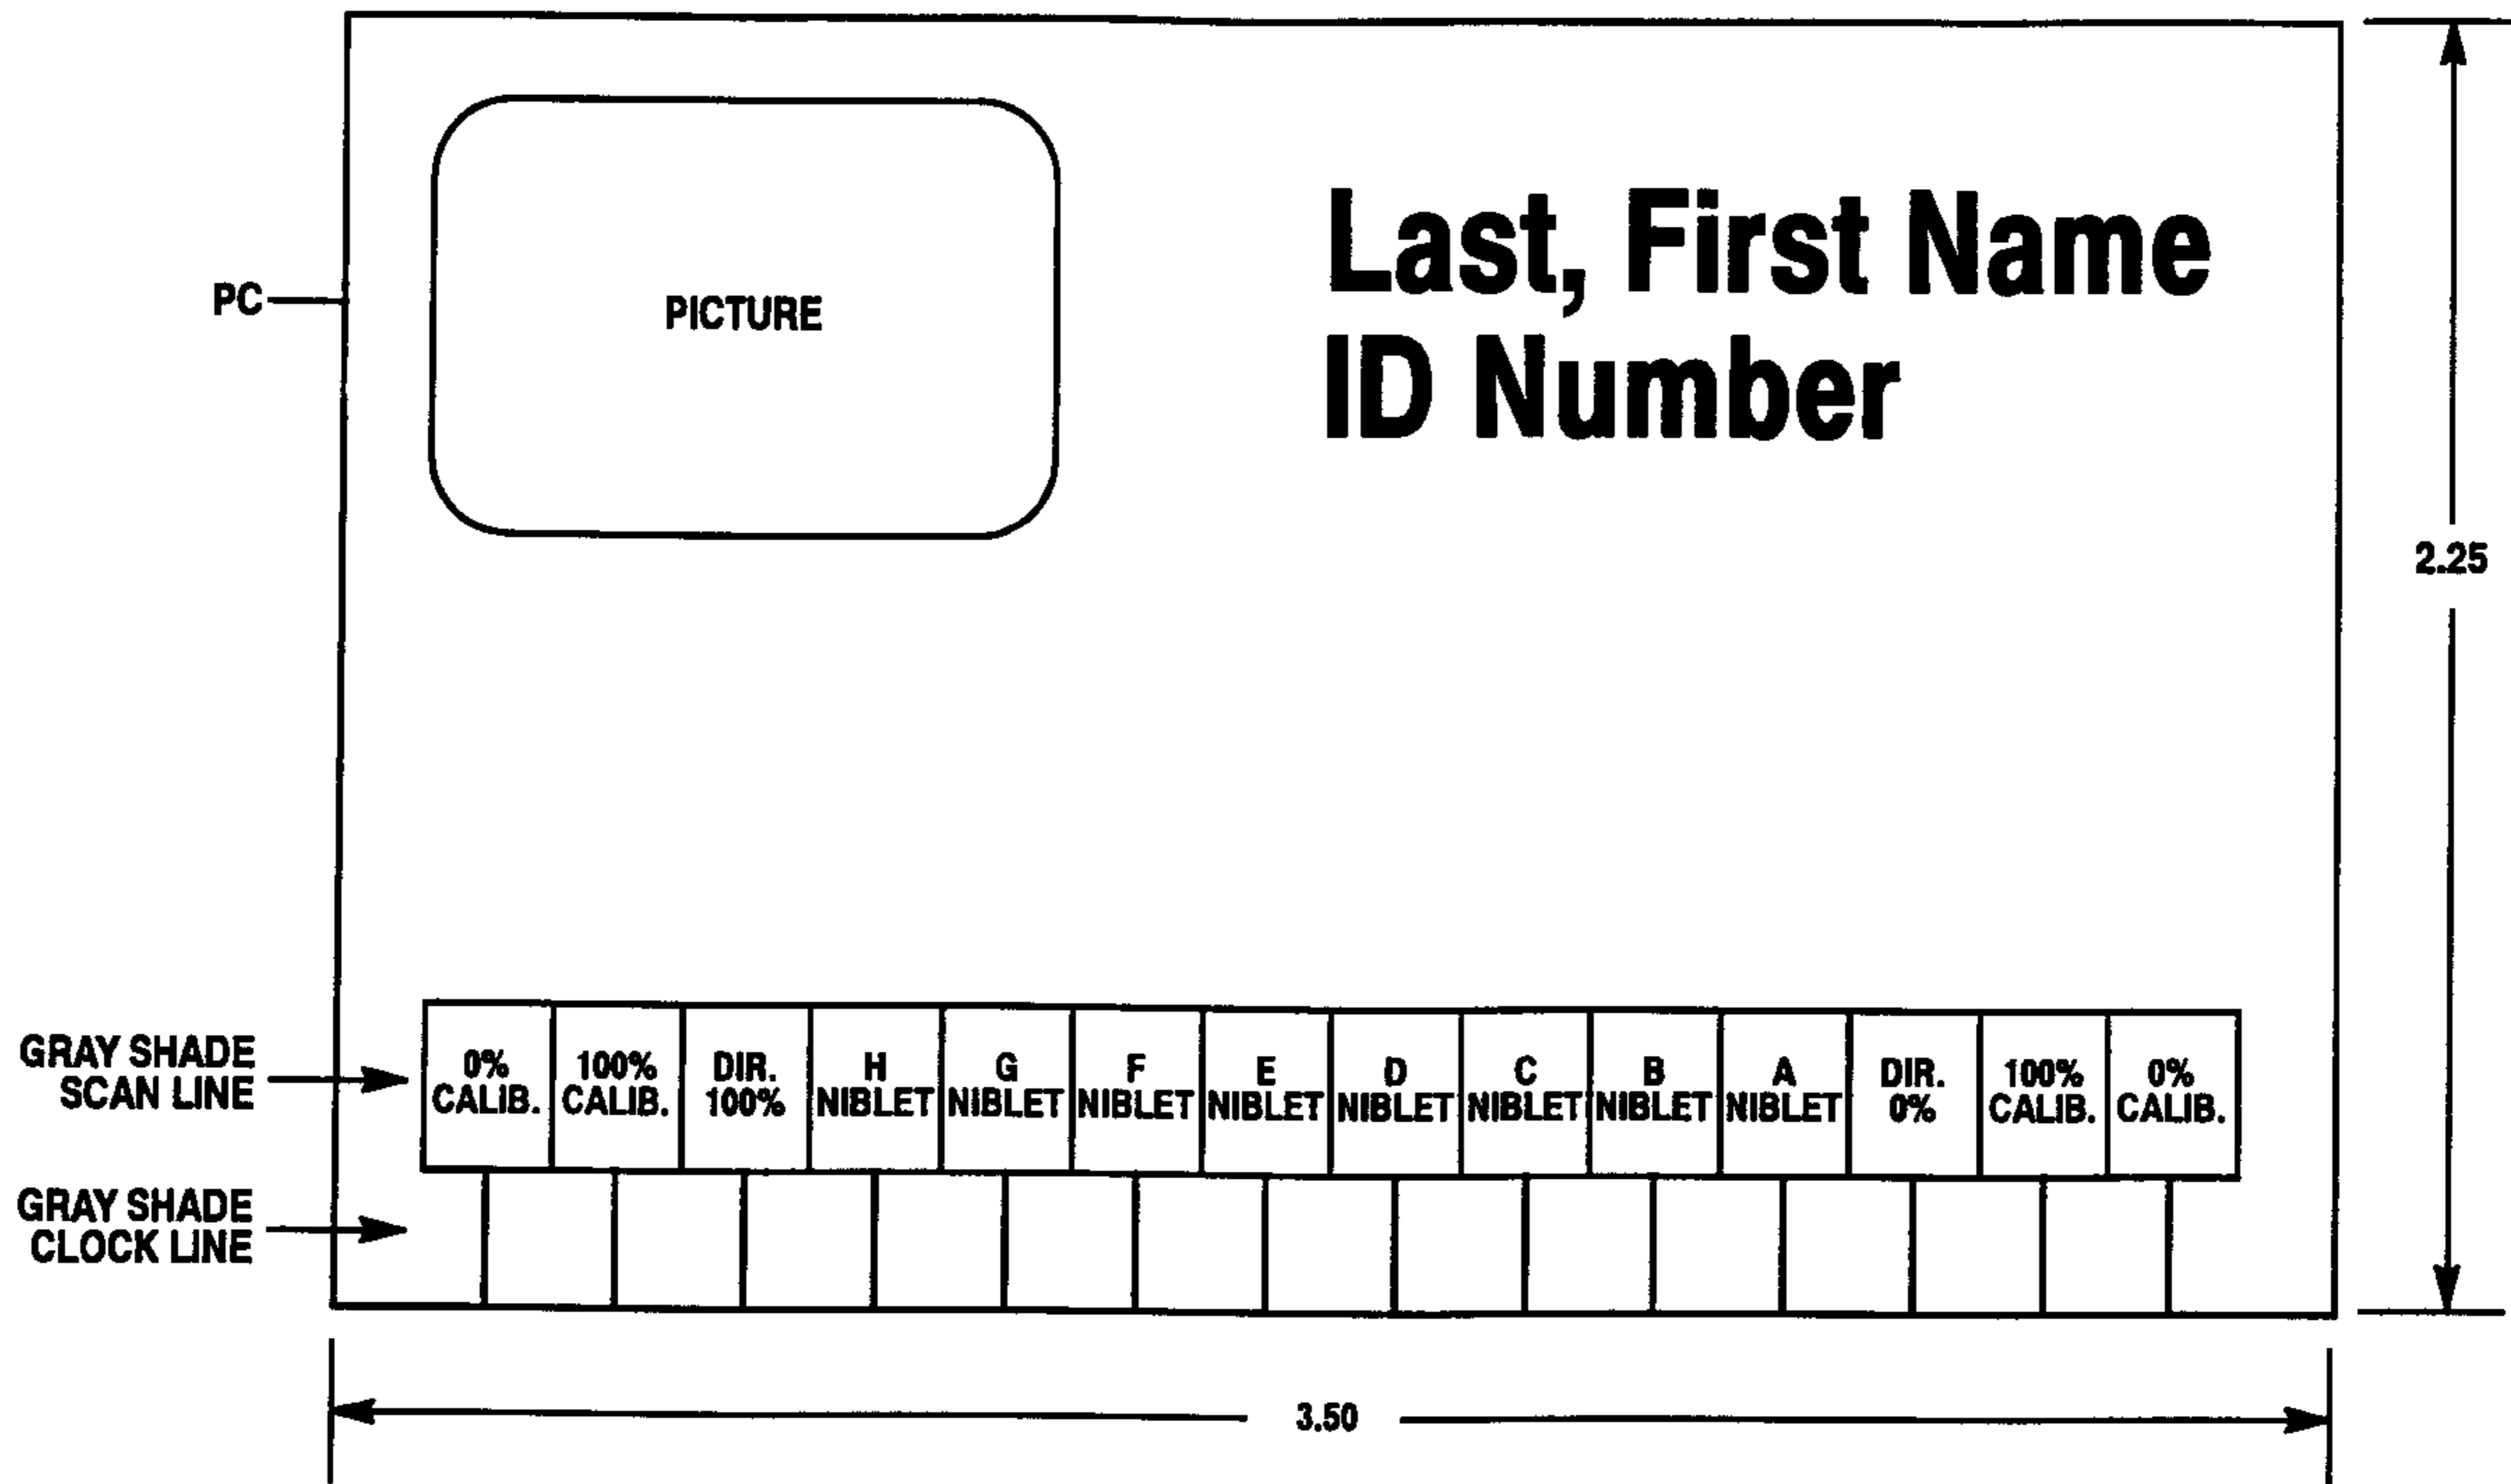 Last, First Name
ID Number
PC
PICTURE
2.25
GRAY SHADE
SCAN LINE
0%
CALIB.
100%
CALIB.
DIR.
100%
H
NIBLET
G
NIBLET
F
NIBLET
E
NIBLET
D
NIBLET
C
NIBLET
B
NIBLET
A
NIBLET
DIR.
0%
100%
CALIB.
0%
CALIB.
GRAY SHADE
CLOCK LINE
3.50